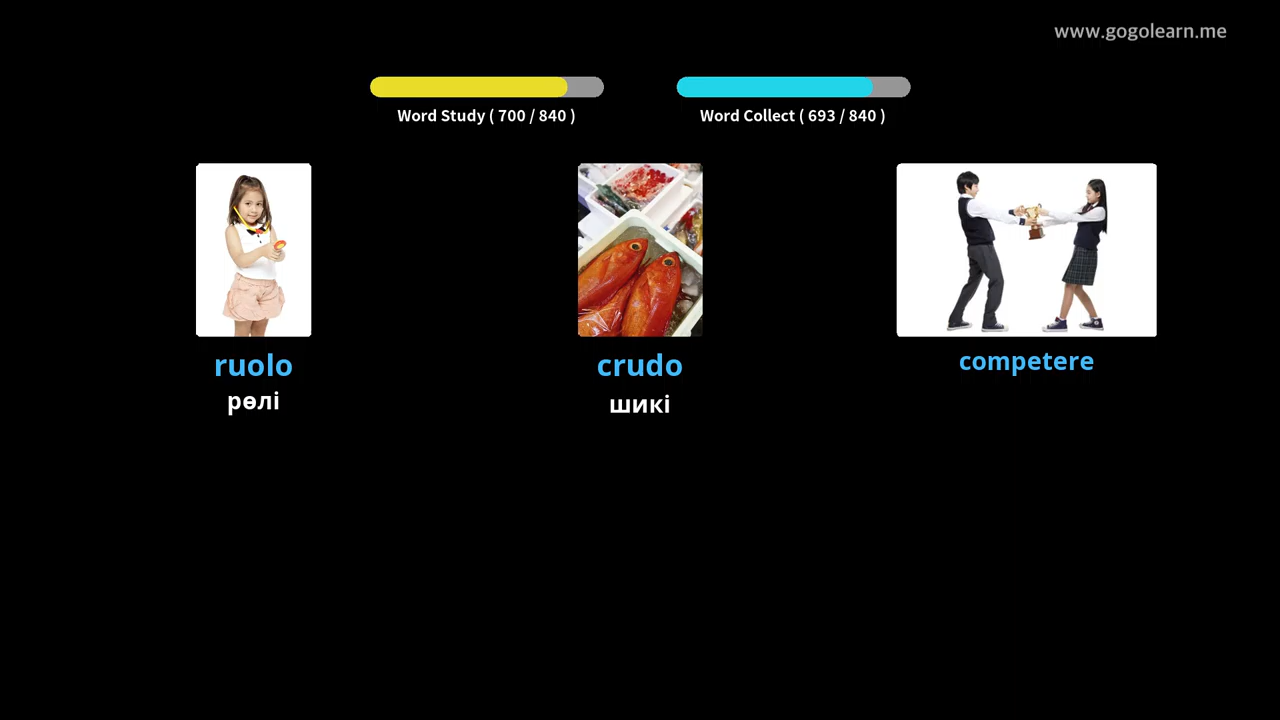 www.gogolearn.me
Word Study ( 700 / 840 )
Word Collect ( 693 / 840 )
ruolo
рөлі
crudo
шикі
competere